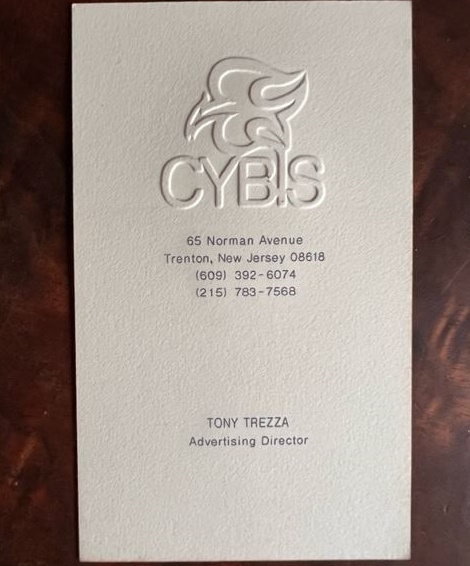 CYBIS
65 Norman Avenue
Trenton, New Jersey 08618
(609) 392-6074
(215) 783-7568
TONY TREZZA
Advertising Director